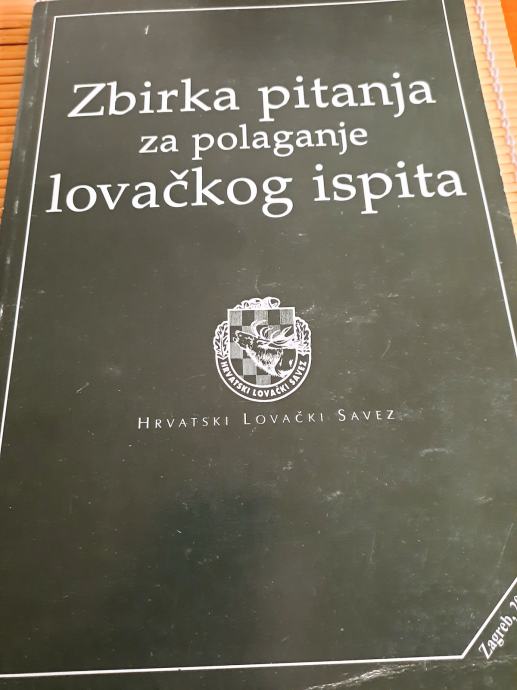 Zbirka pitanja
za polaganje
lovačkog ispita
HRVATSKI LOVAČKI SAVEZ
HRVATSKI LOVAČKI SAVEZ
Zagreb,